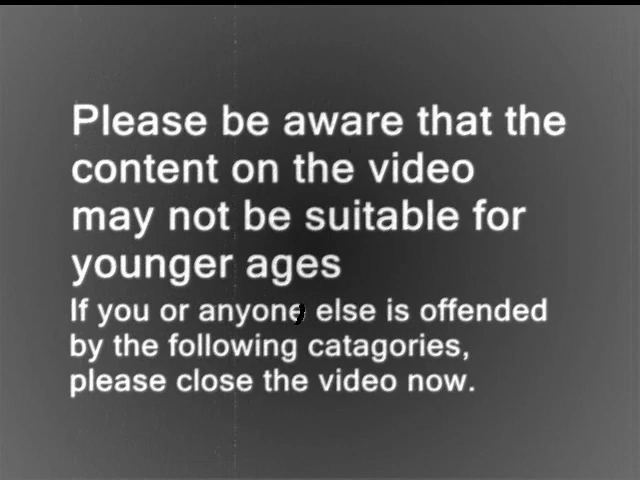 Please be aware that the
content on the video
may not be suitable for
younger ages
If you or anyone else is offended
by the following catagories,
please close the video now.